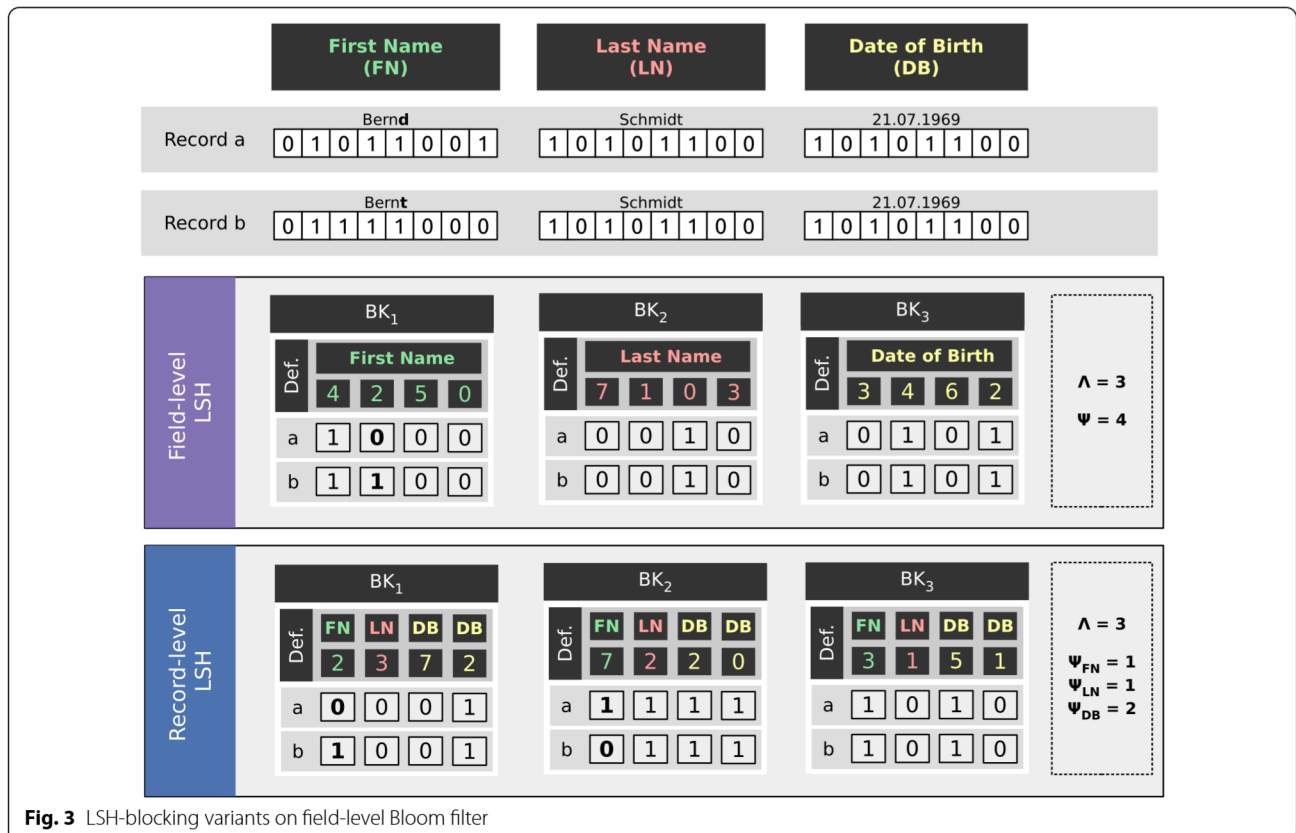 First Name
(FN)
Last Name
(LN)
Date of Birth
(DB)
Record a
Bernd
0 1 0 1 1 0 0 1
Schmidt
1 0 1 0 1 1 0 0
21.07.1969
1 0 1 0 1 1 0 0
Record b
Bernt
0 1 1 1 1 0 0 0
Schmidt
1 0 1 0 1 1 0 0
21.07.1969
1 0 1 0 1 1 0 0
Field-level
LSH
BK1
Def.
First Name
4 2 5 0
a 1 0 0 0
b 1 1 0 0
BK2
Def.
Last Name
7 1 0 3
a 0 0 1 0
b 0 0 1 0
BK3
Def.
Date of Birth
3 4 6 2
a 0 1 0 1
b 0 1 0 1
Λ = 3
Ψ = 4
Record-level
LSH
BK1
Def.
FN LN DB DB
2 3 7 2
a 0 0 0 1
b 1 0 0 1
BK2
Def.
FN LN DB DB
7 2 2 0
a 1 1 1 1
b 0 1 1 1
BK3
Def.
FN LN DB DB
3 1 5 1
a 1 0 1 0
b 1 0 1 0
Λ = 3
ΨFN = 1
ΨLN = 1
ΨDB = 2
Fig. 3 LSH-blocking variants on field-level Bloom filter